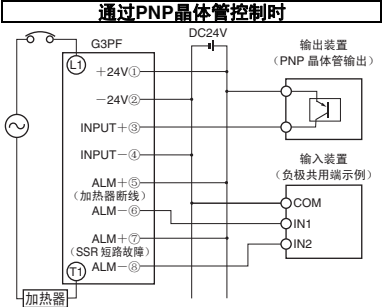 通过PNP晶体管控制时
G3PF
DC24V
L1
+24V①
−24V②
INPUT+③
INPUT−④
ALM+⑤
（加热器断线）
ALM−⑥
ALM+⑦
（SSR 短路故障）
ALM−⑧
T1
加热器
输出装置
（PNP 晶体管输出）
输入装置
（负极共用端示例）
COM
IN1
IN2